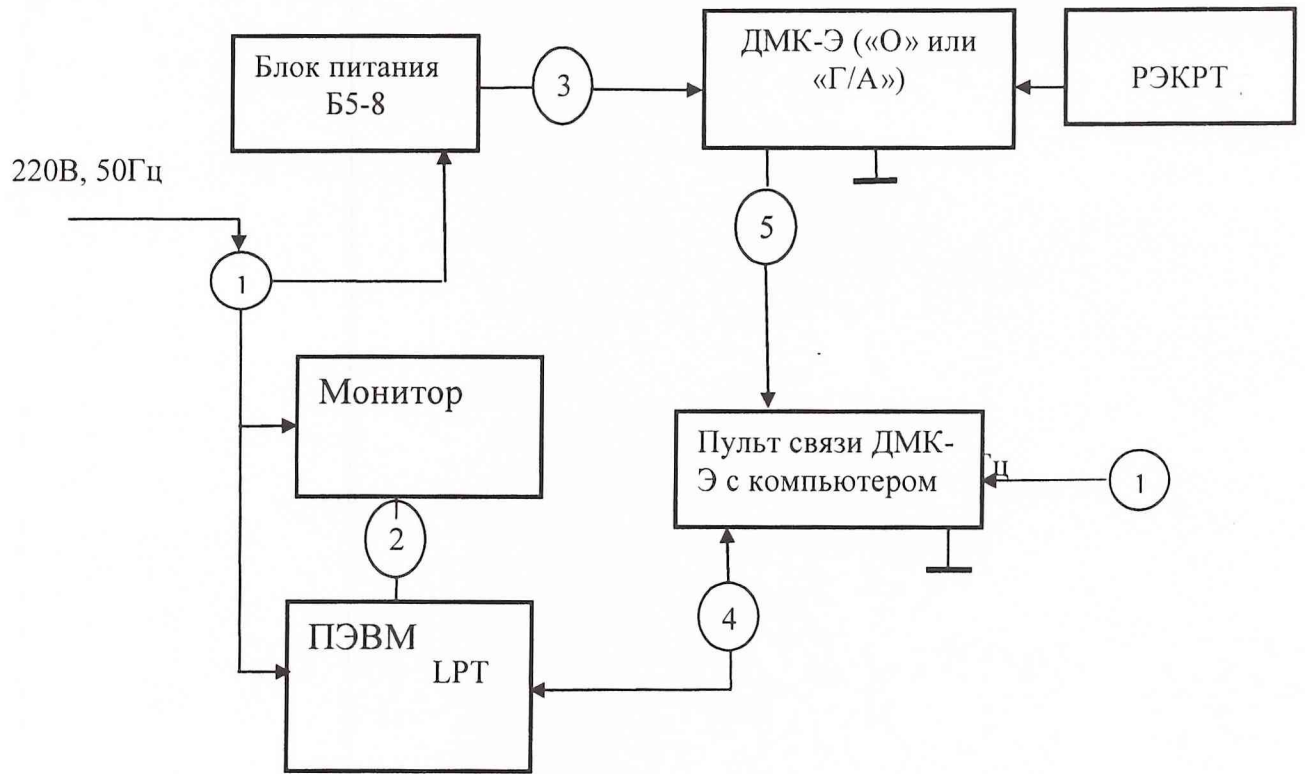 Блок питания
Б5-8
3
ДМК-Э («О» или
«Г/А»)
РЭКРТ
220В, 50Гц
1
5
Монитор
Пульт связи ДМК-
Э с компьютером
1
2
4
ПЭВМ
LPT